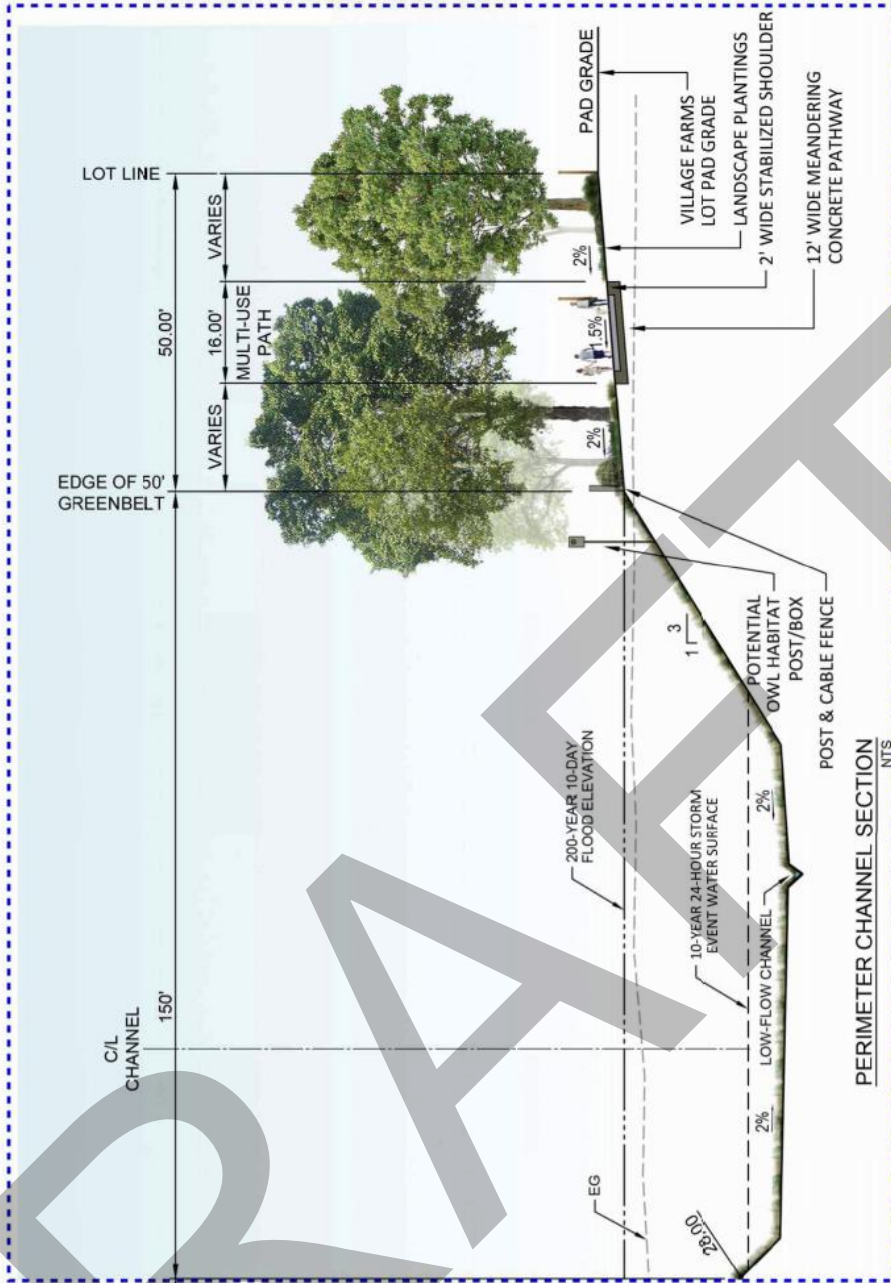 LOT LINE
50.00'
VARIES
16.00'
MULTI-USE
PATH
VARIES
EDGE OF 50'
GREENBELT
C/L
CHANNEL
150'
PAD GRADE
VILLAGE FARMS
LOT PAD GRADE
LANDSCAPE PLANTINGS
2' WIDE STABILIZED SHOULDER
12' WIDE MEANDERING
CONCRETE PATHWAY
2%
1.5%
2%
200-YEAR 10-DAY
FLOOD ELEVATION
1
3
POTENTIAL
OWL HABITAT
POST/BOX
POST & CABLE FENCE
10-YEAR 24-HOUR STORM
EVENT WATER SURFACE
LOW-FLOW CHANNEL
2%
2%
EG
28.00
PERIMETER CHANNEL SECTION
NTS
DRAFT